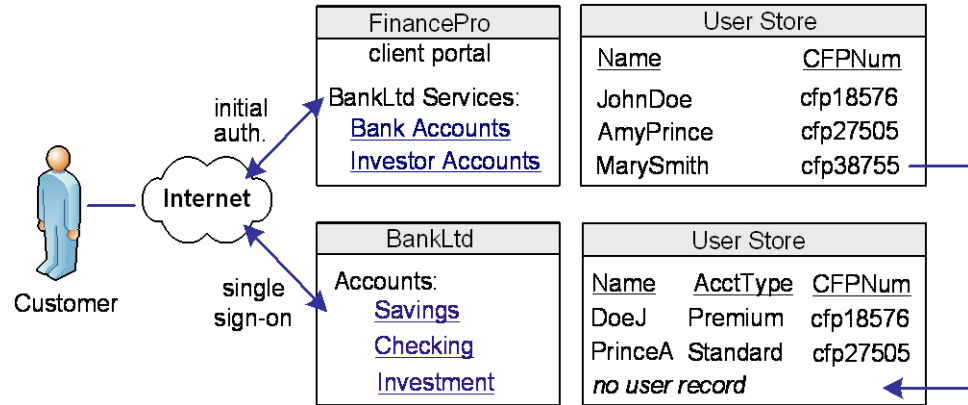 FinancePro
client portal
BankLtd Services:
Bank Accounts
Investor Accounts
User Store
Name CFPNum
JohnDoe cfp18576
AmyPrince cfp27505
MarySmith cfp38755
initial
auth.
Internet
Customer
single
sign-on
BankLtd
Accounts:
Savings
Checking
Investment
User Store
Name AcctType CFPNum
DoeJ Premium cfp18576
PrinceA Standard cfp27505
no user record